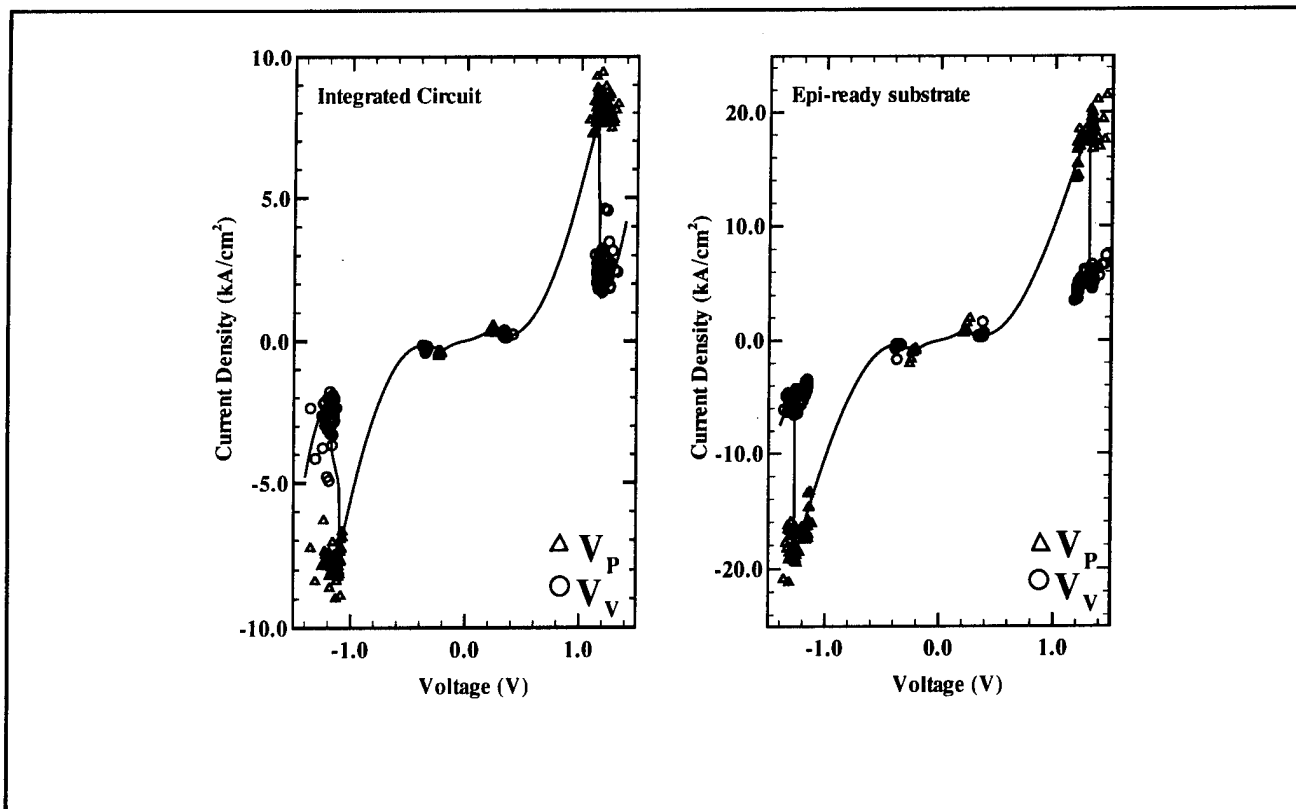 Integrated Circuit
10.0
5.0
0.0
-5.0
-10.0
Current Density (kA/cm²)
-1.0 0.0 1.0
Voltage (V)
V_P
V_V
Epi-ready substrate
20.0
10.0
0.0
-10.0
-20.0
Current Density (kA/cm²)
-1.0 0.0 1.0
Voltage (V)
V_P
V_V